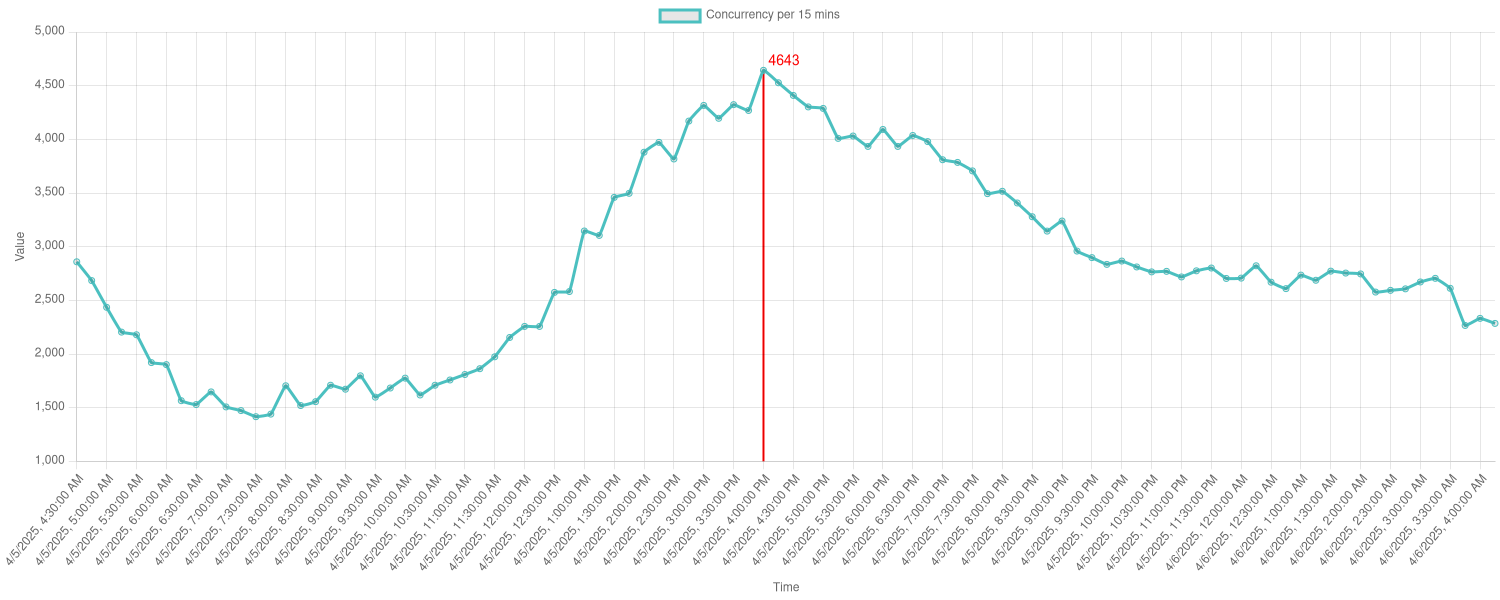 Concurrency per 15 mins
5,000
4643
4,500
4,000
3,500
3,000
Value
2,500
2,000
1,500
1,000
4/5/2025, 4:30:00 AM
4/5/2025, 5:00:00 AM
4/5/2025, 5:30:00 AM
4/5/2025, 6:00:00 AM
4/5/2025, 6:30:00 AM
4/5/2025, 7:00:00 AM
4/5/2025, 7:30:00 AM
4/5/2025, 8:00:00 AM
4/5/2025, 8:30:00 AM
4/5/2025, 9:00:00 AM
4/5/2025, 9:30:00 AM
4/5/2025, 10:00:00 AM
4/5/2025, 10:30:00 AM
4/5/2025, 11:00:00 AM
4/5/2025, 11:30:00 AM
4/5/2025, 12:00:00 PM
4/5/2025, 12:30:00 PM
4/5/2025, 1:00:00 PM
4/5/2025, 1:30:00 PM
4/5/2025, 2:00:00 PM
4/5/2025, 2:30:00 PM
4/5/2025, 3:00:00 PM
4/5/2025, 3:30:00 PM
4/5/2025, 4:00:00 PM
4/5/2025, 4:30:00 PM
4/5/2025, 5:00:00 PM
4/5/2025, 5:30:00 PM
4/5/2025, 6:00:00 PM
4/5/2025, 6:30:00 PM
4/5/2025, 7:00:00 PM
4/5/2025, 7:30:00 PM
4/5/2025, 8:00:00 PM
4/5/2025, 8:30:00 PM
4/5/2025, 9:00:00 PM
4/5/2025, 9:30:00 PM
4/5/2025, 10:00:00 PM
4/5/2025, 10:30:00 PM
4/5/2025, 11:00:00 PM
4/5/2025, 11:30:00 PM
4/6/2025, 12:00:00 AM
4/6/2025, 12:30:00 AM
4/6/2025, 1:00:00 AM
4/6/2025, 1:30:00 AM
4/6/2025, 2:00:00 AM
4/6/2025, 2:30:00 AM
4/6/2025, 3:00:00 AM
4/6/2025, 3:30:00 AM
4/6/2025, 4:00:00 AM
Time